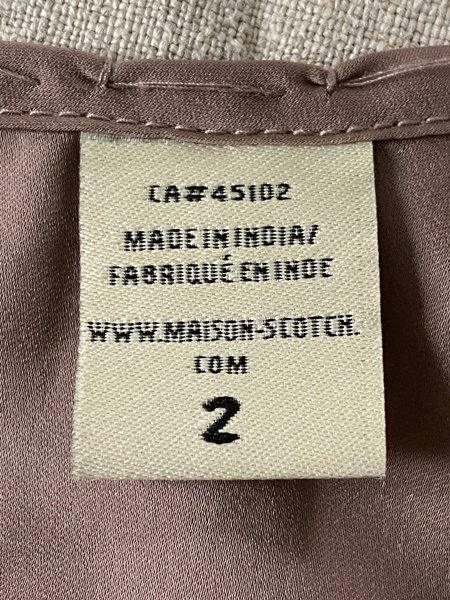 CA#45102
MADE IN INDIA/
FABRIQUÉ EN INDE
WWW.MAISON-SCOTCH.
COM
2